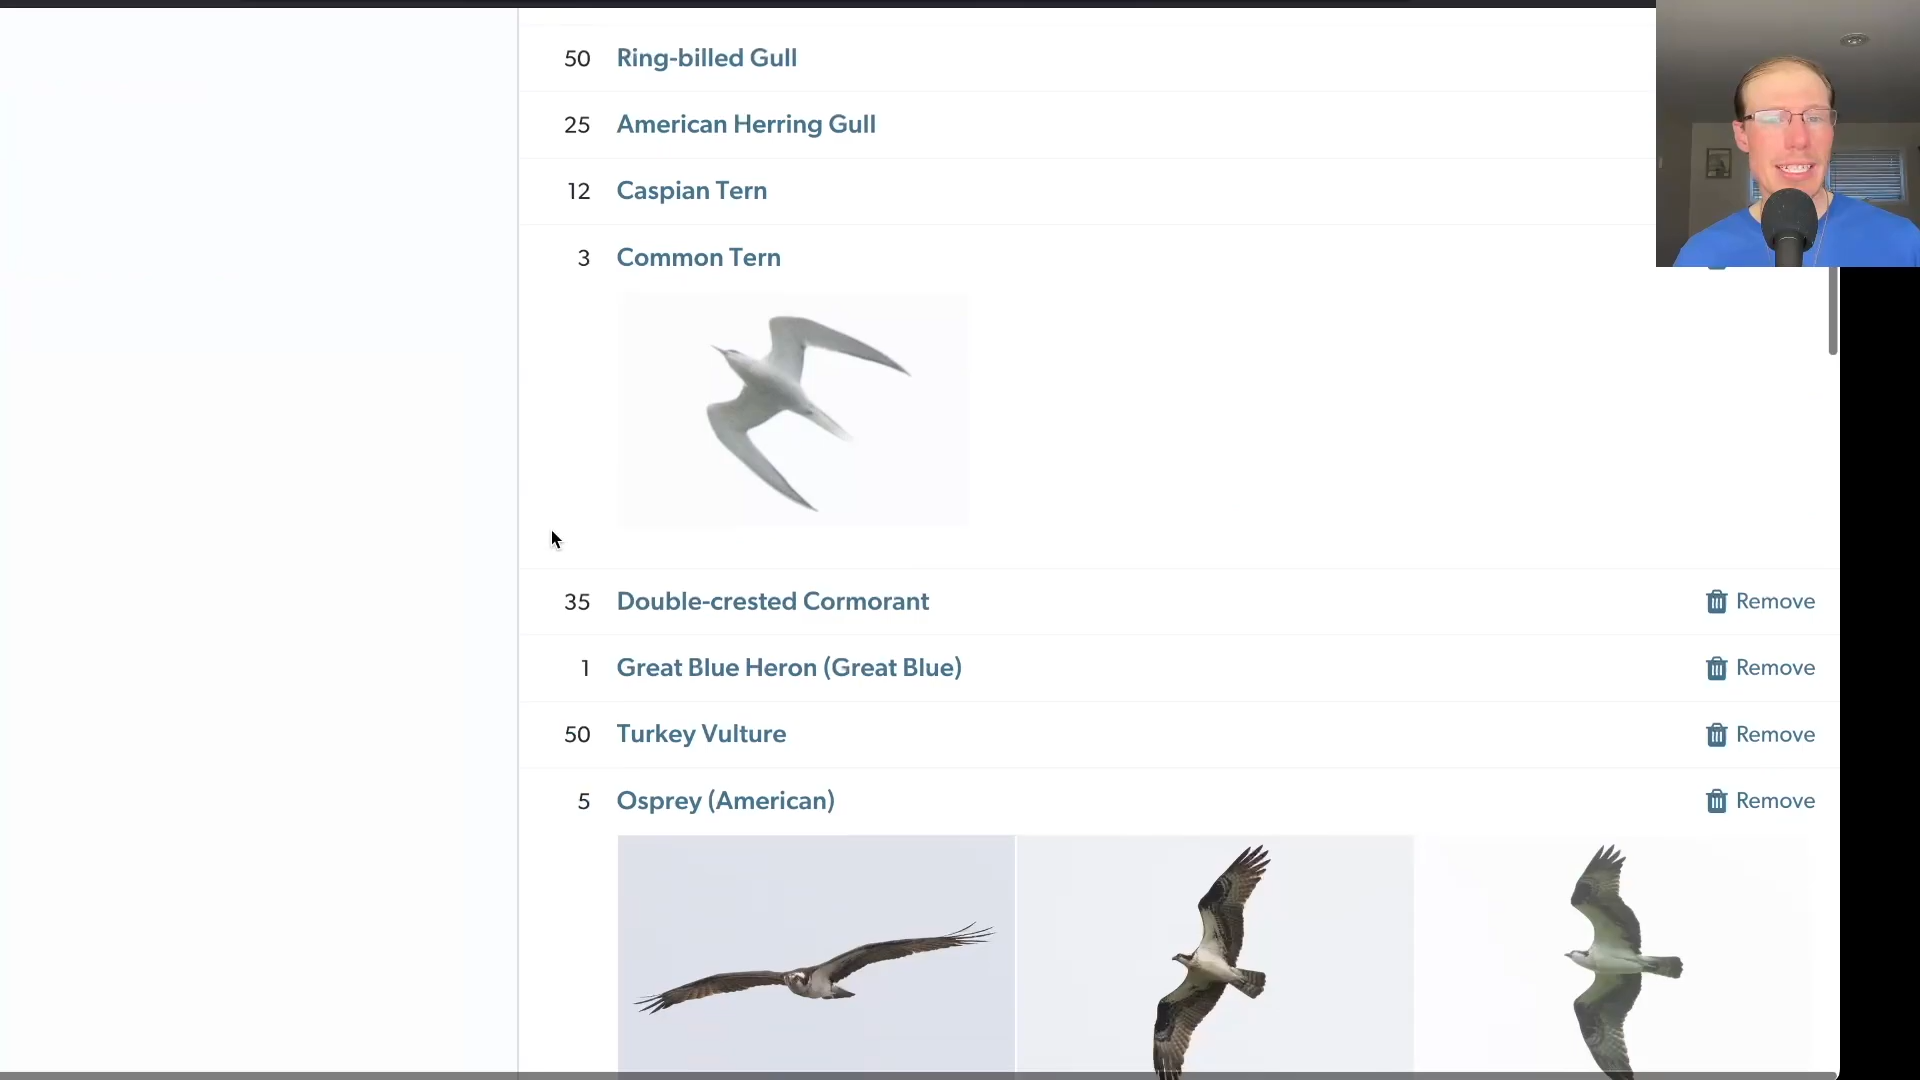 50 Ring-billed Gull
25 American Herring Gull
12 Caspian Tern
3 Common Tern
35 Double-crested Cormorant Remove
1 Great Blue Heron (Great Blue) Remove
50 Turkey Vulture Remove
5 Osprey (American) Remove